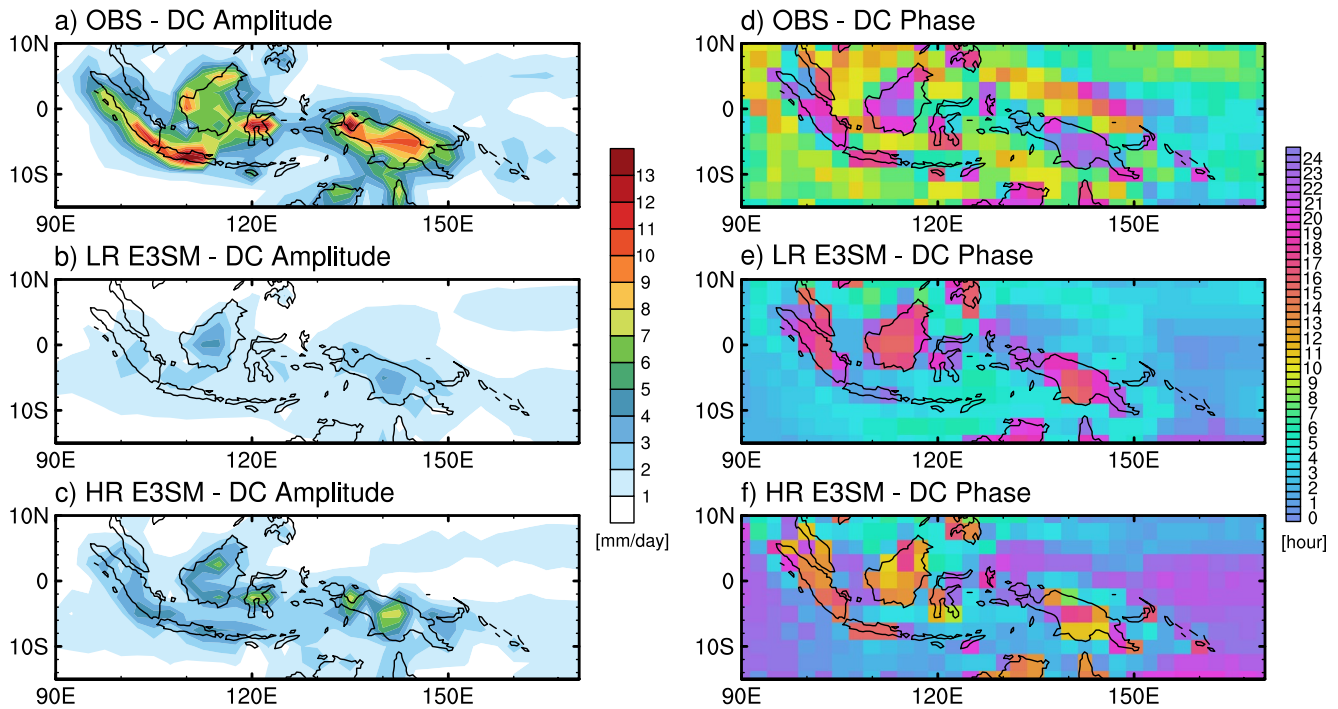 a) OBS - DC Amplitude
10N
0
10S
90E
120E
150E
b) LR E3SM - DC Amplitude
10N
0
10S
90E
120E
150E
c) HR E3SM - DC Amplitude
10N
0
10S
90E
120E
150E
13
12
11
10
9
8
7
6
5
4
3
2
1
[mm/day]
d) OBS - DC Phase
10N
0
10S
90E
120E
150E
e) LR E3SM - DC Phase
10N
0
10S
90E
120E
150E
f) HR E3SM - DC Phase
10N
0
10S
90E
120E
150E
24
23
22
21
20
19
18
17
16
15
14
13
12
11
10
9
8
7
6
5
4
3
2
1
0
[hour]